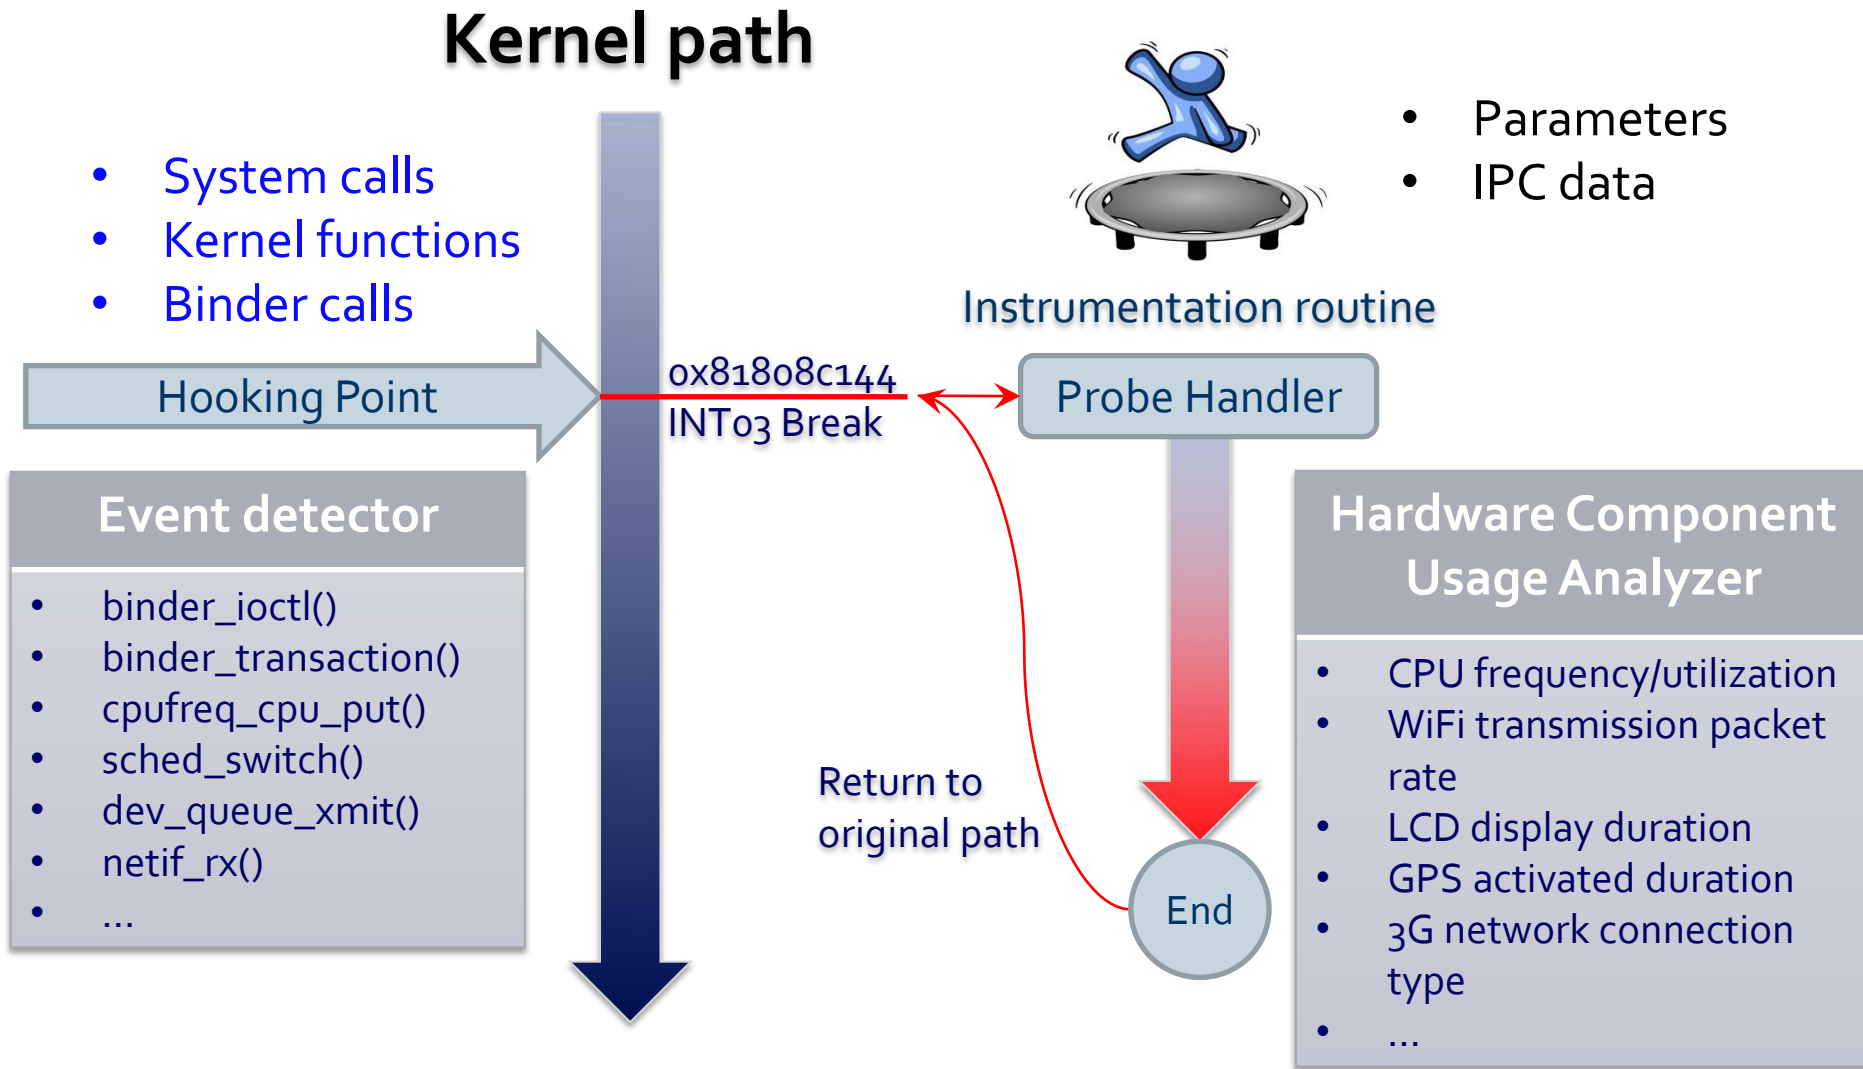 Kernel path
• System calls
• Kernel functions
• Binder calls
• Parameters
• IPC data
Instrumentation routine
Hooking Point
0x81808c144
INT03 Break
Probe Handler
Event detector
• binder_ioctl()
• binder_transaction()
• cpufreq_cpu_put()
• sched_switch()
• dev_queue_xmit()
• netif_rx()
• ...
Return to
original path
End
Hardware Component
Usage Analyzer
• CPU frequency/utilization
• WiFi transmission packet
rate
• LCD display duration
• GPS activated duration
• 3G network connection
type
• ...